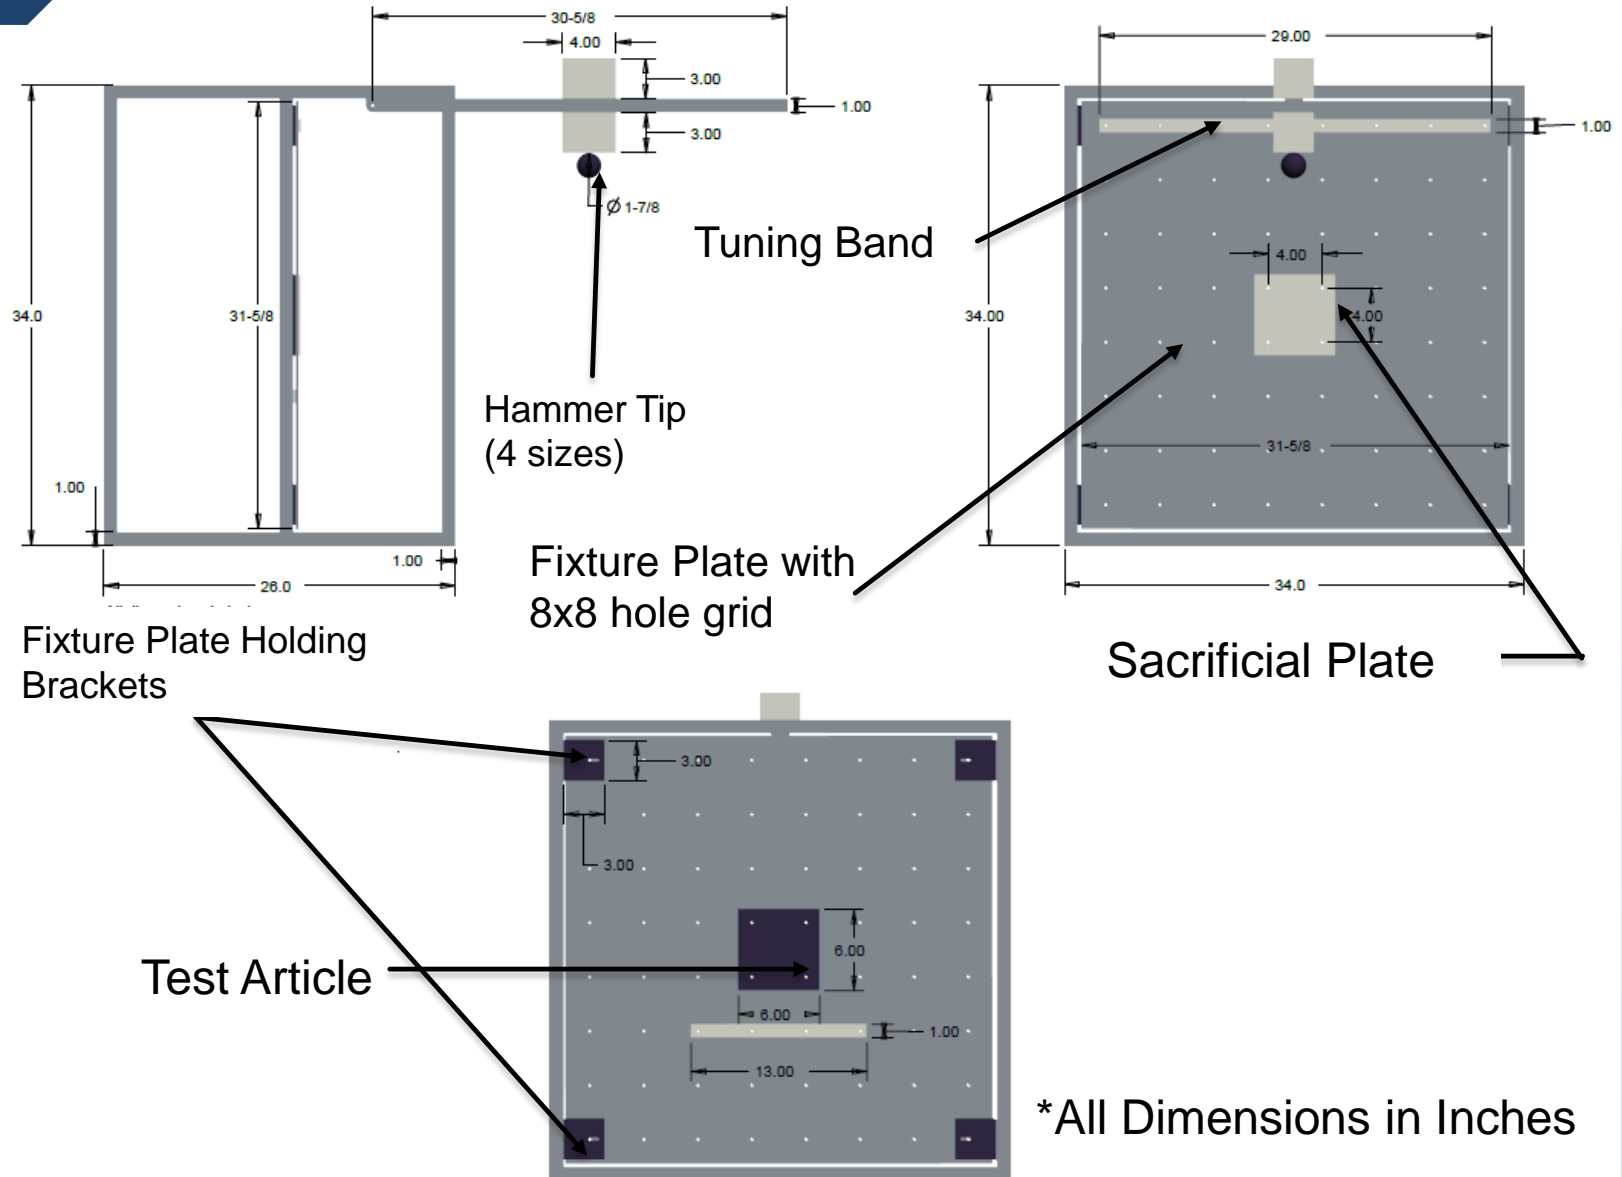 30-5/8
4.00
3.00
1.00
3.00
Ø 1-7/8
34.0
31-5/8
1.00
1.00
26.0
Hammer Tip
(4 sizes)
Tuning Band
29.00
1.00
4.00
4.00
34.00
31-5/8
34.0
Fixture Plate with
8x8 hole grid
Sacrificial Plate
Fixture Plate Holding
Brackets
3.00
3.00
6.00
6.00
1.00
13.00
Test Article
*All Dimensions in Inches